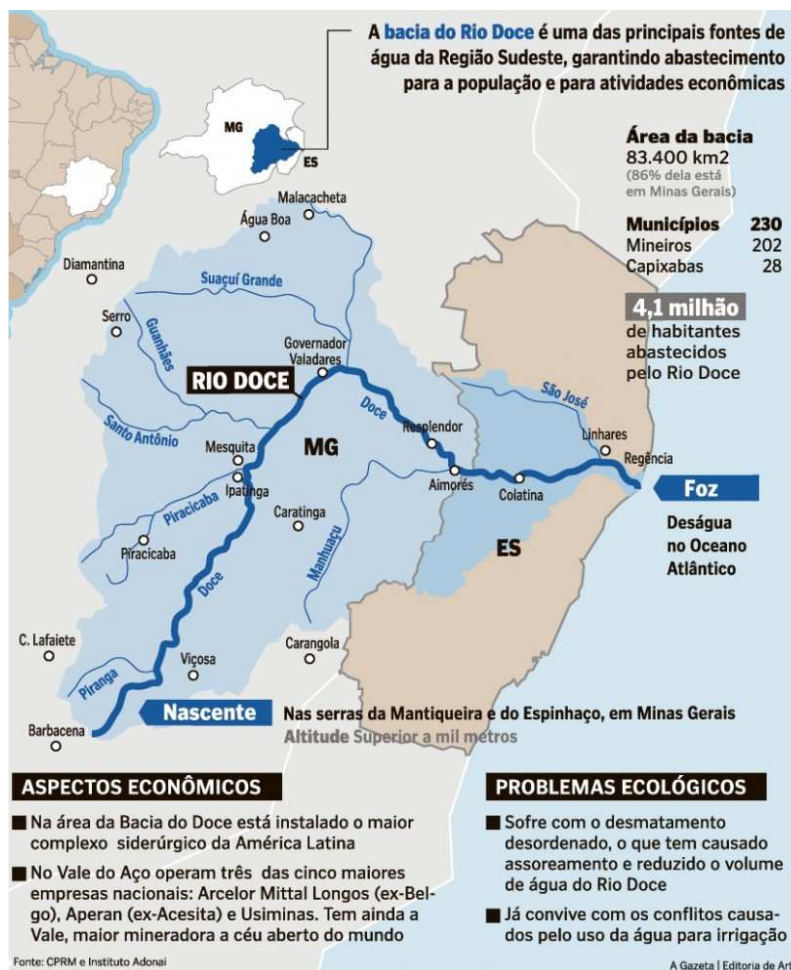 A bacia do Rio Doce é uma das principais fontes de
água da Região Sudeste, garantindo abastecimento
para a população e para atividades econômicas
MG
ES
Área da bacia
83.400 km2
(86% dela está
em Minas Gerais)
Municípios 230
Mineiros 202
Capixabas 28
4,1 milhão
de habitantes
abastecidos
pelo Rio Doce
Malacacheta
Água Boa
Diamantina
Suaçuí Grande
Serro
Guanhães
Governador
Valadares
RIO DOCE
Doce
São José
Santo Antônio
Resplendor
Linhares
Mesquita
MG
Regência
Ipatinga
Aimorés
Colatina
Foz
Piracicaba
Caratinga
Deságua
no Oceano
Atlântico
Piracicaba
Manhuaçu
ES
Doce
C. Lafaiete
Viçosa
Carangola
Piranga
Nascente
Nas serras da Mantiqueira e do Espinhaço, em Minas Gerais
Altitude Superior a mil metros
Barbacena
ASPECTOS ECONÔMICOS
Na área da Bacia do Doce está instalado o maior
complexo siderúrgico da América Latina
No Vale do Aço operam três das cinco maiores
empresas nacionais: Arcelor Mittal Longos (ex-Bel-
go), Aperan (ex-Acesita) e Usiminas. Tem ainda a
Vale, maior mineradora a céu aberto do mundo
PROBLEMAS ECOLÓGICOS
Sofre com o desmatamento
desordenado, o que tem causado
assoreamento e reduzido o volume
de água do Rio Doce
Já convive com os conflitos causa-
dos pelo uso da água para irrigação
Fonte: CPRM e Instituto Adonai
A Gazeta | Editoria de Art